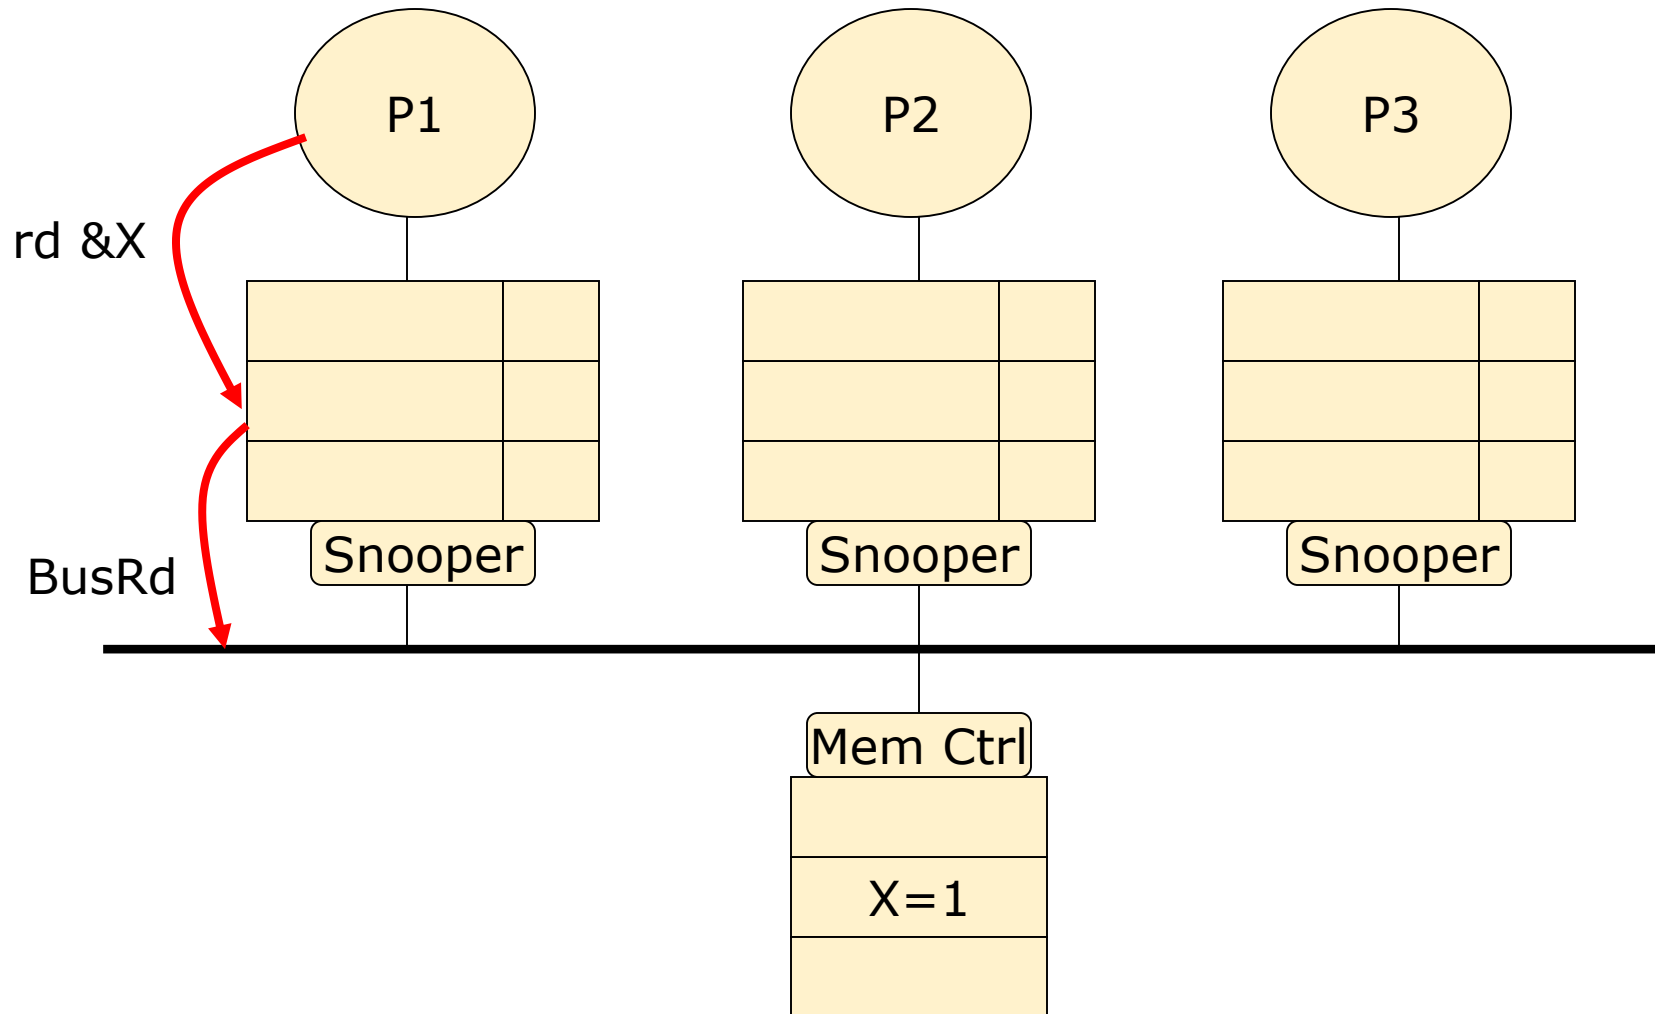 P1
P2
P3
rd &X
Snooper
Snooper
Snooper
BusRd
Mem Ctrl
X=1